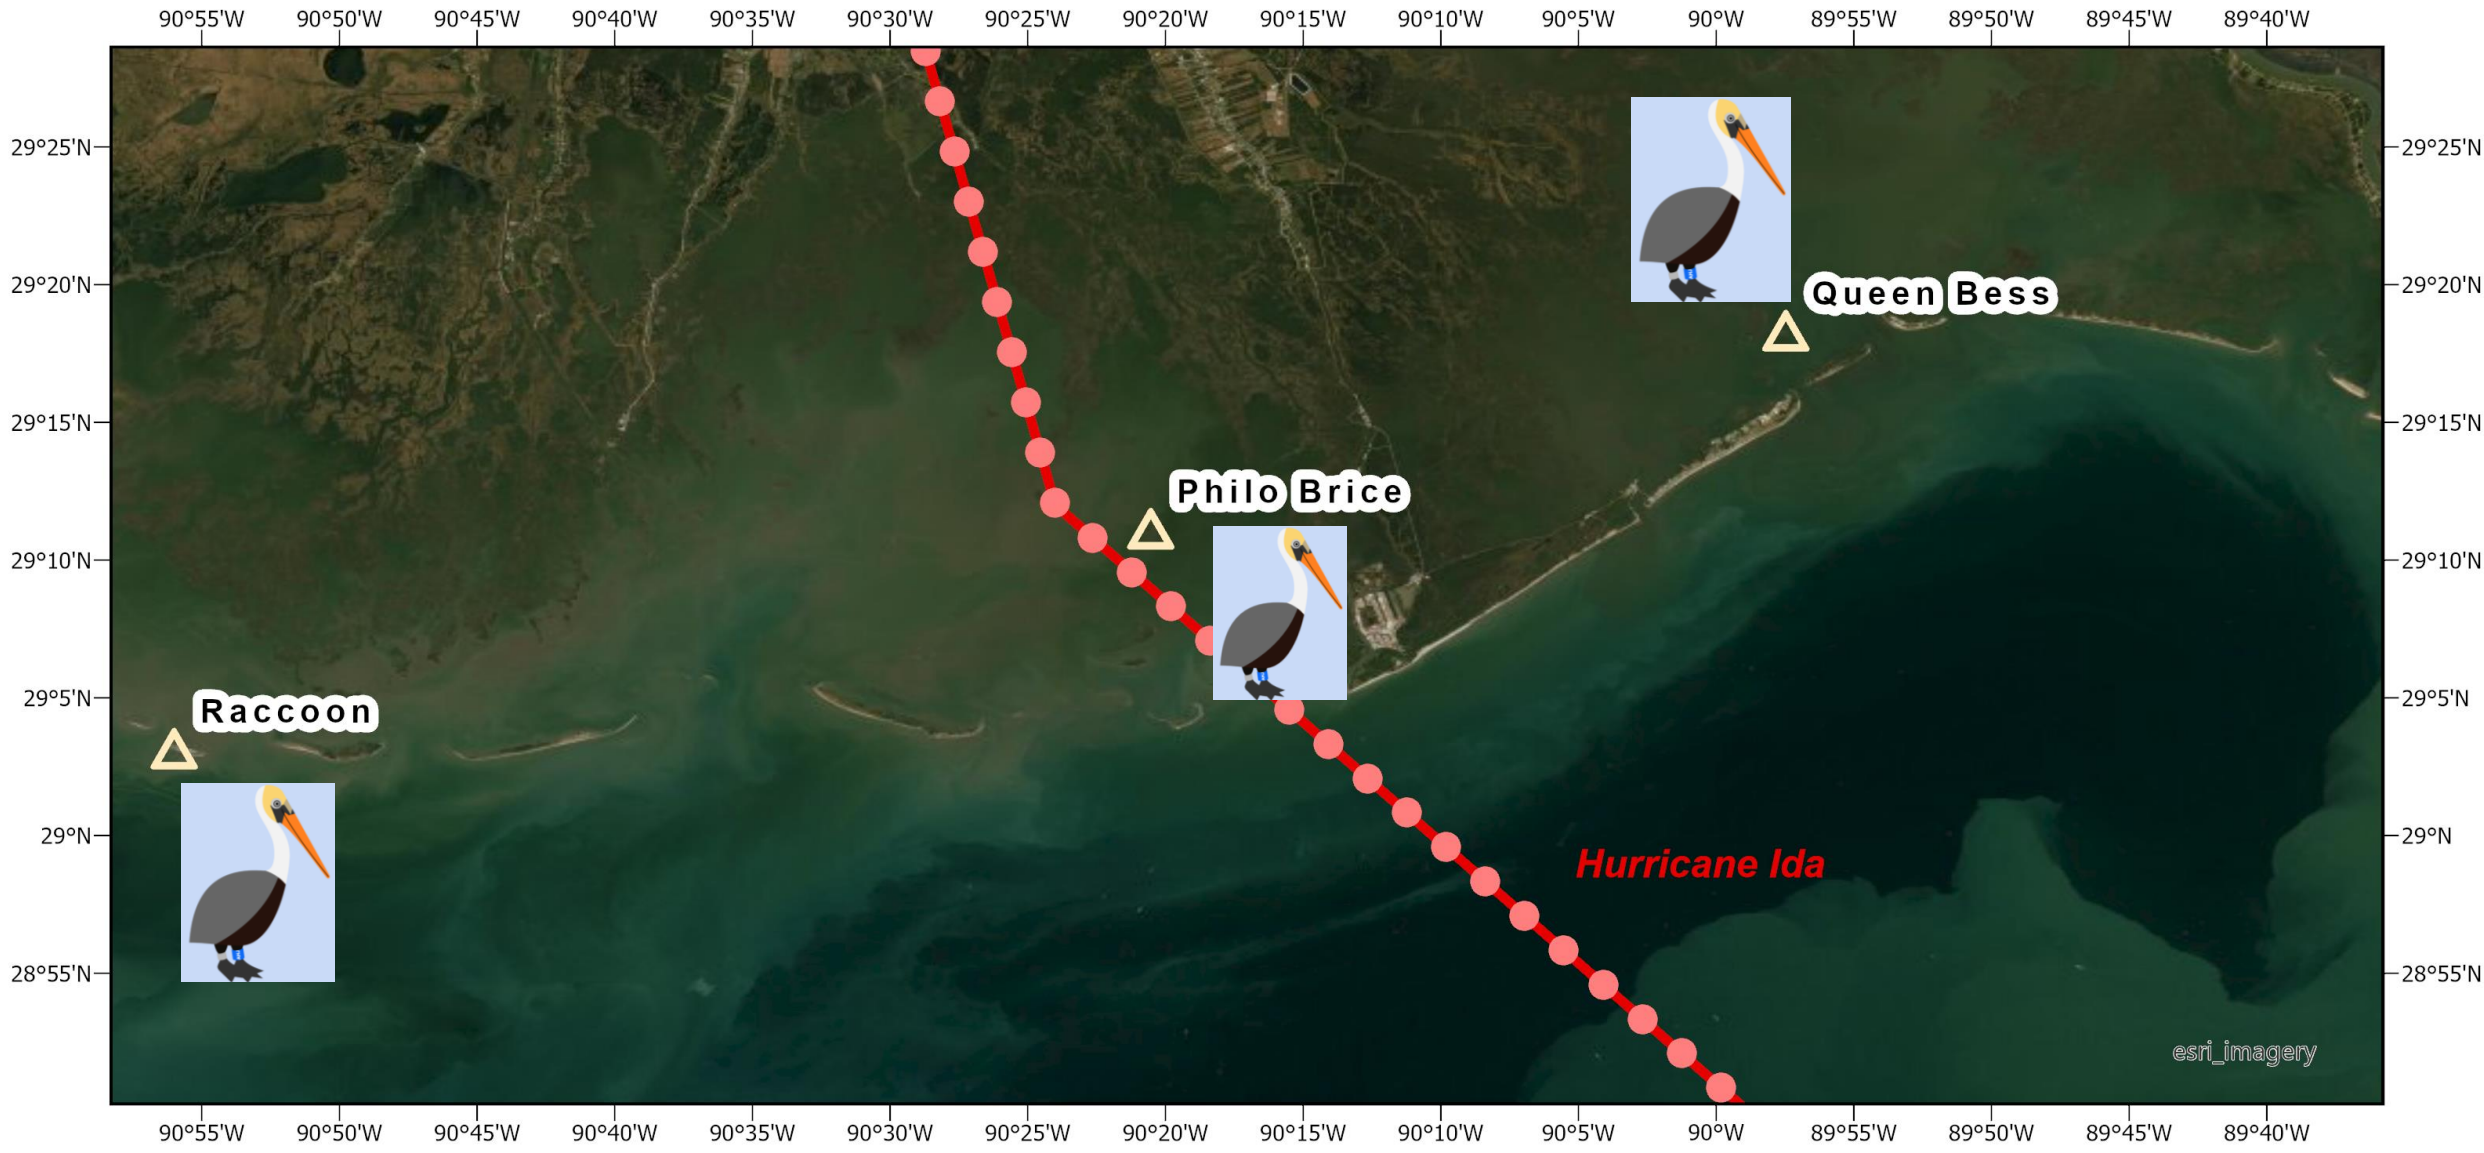 90°55'W 90°50'W 90°45'W 90°40'W 90°35'W 90°30'W 90°25'W 90°20'W 90°15'W 90°10'W 90°5'W 90°W 89°55'W 89°50'W 89°45'W 89°40'W
29°25'N 29°25'N
29°20'N Queen Bess 29°20'N
29°15'N 29°15'N
Philo Brice
29°10'N 29°10'N
29°5'N 29°5'N
Raccoon
29°N 29°N
Hurricane Ida
28°55'N 28°55'N
esri_imagery
90°55'W 90°50'W 90°45'W 90°40'W 90°35'W 90°30'W 90°25'W 90°20'W 90°15'W 90°10'W 90°5'W 90°W 89°55'W 89°50'W 89°45'W 89°40'W